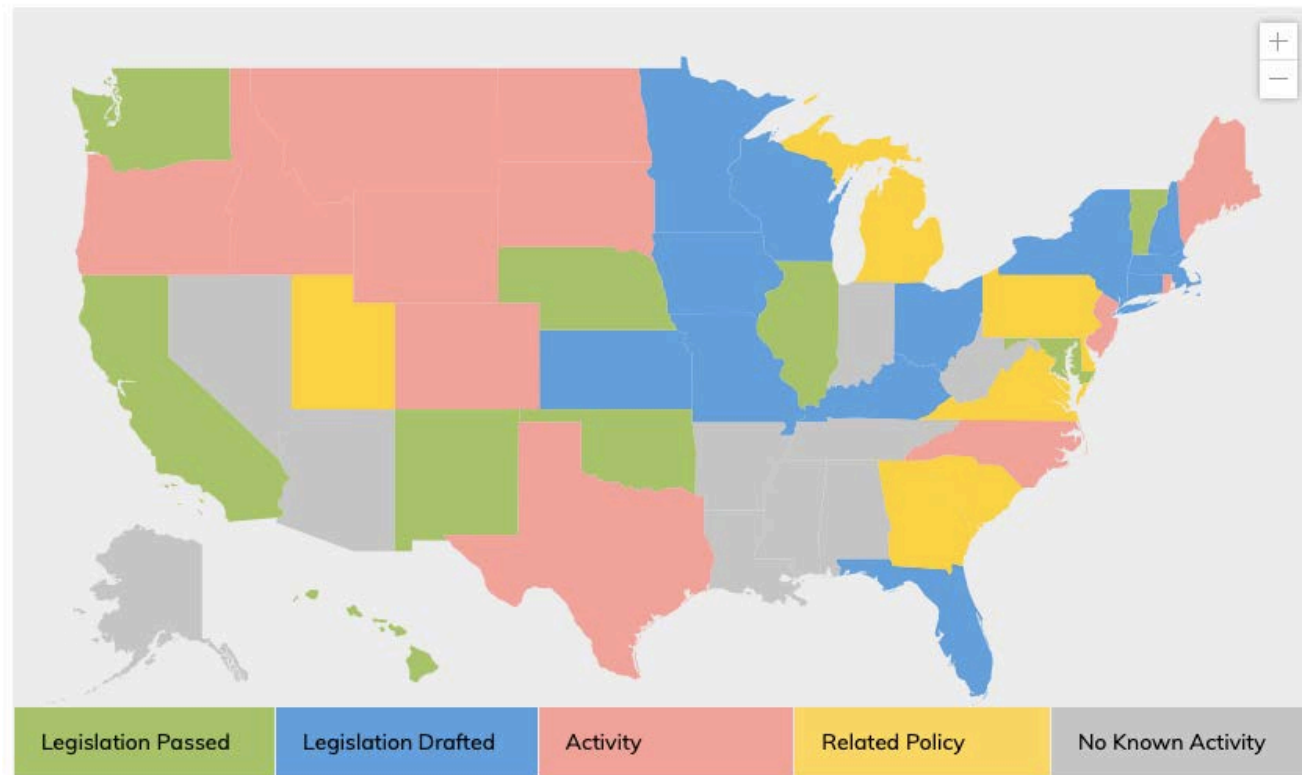 +
−
Legislation Passed
Legislation Drafted
Activity
Related Policy
No Known Activity